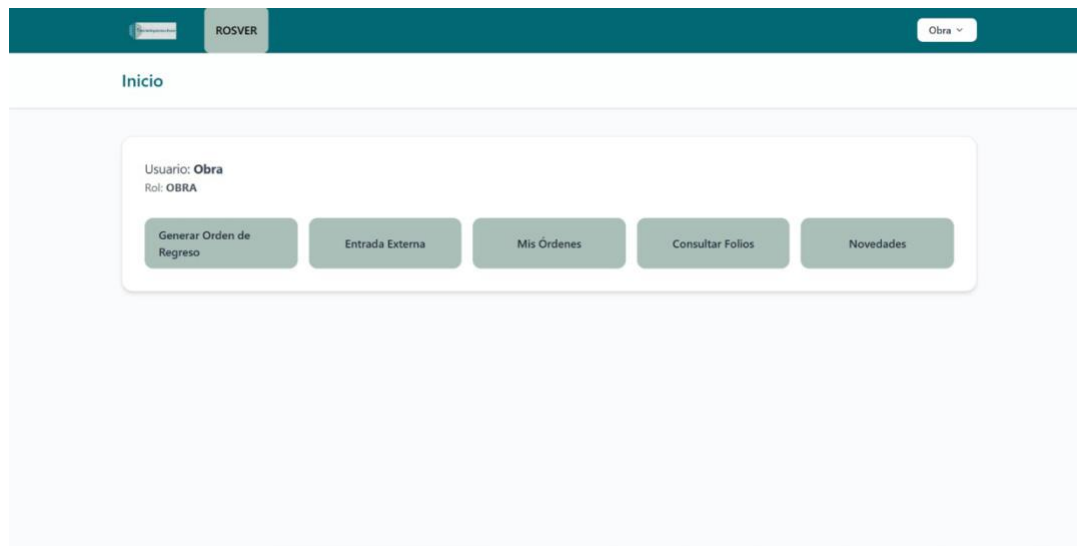 ROSVER
Obra
Inicio
Usuario: Obra
Rol: OBRA
Generar Orden de
Regreso
Entrada Externa
Mis Órdenes
Consultar Folios
Novedades